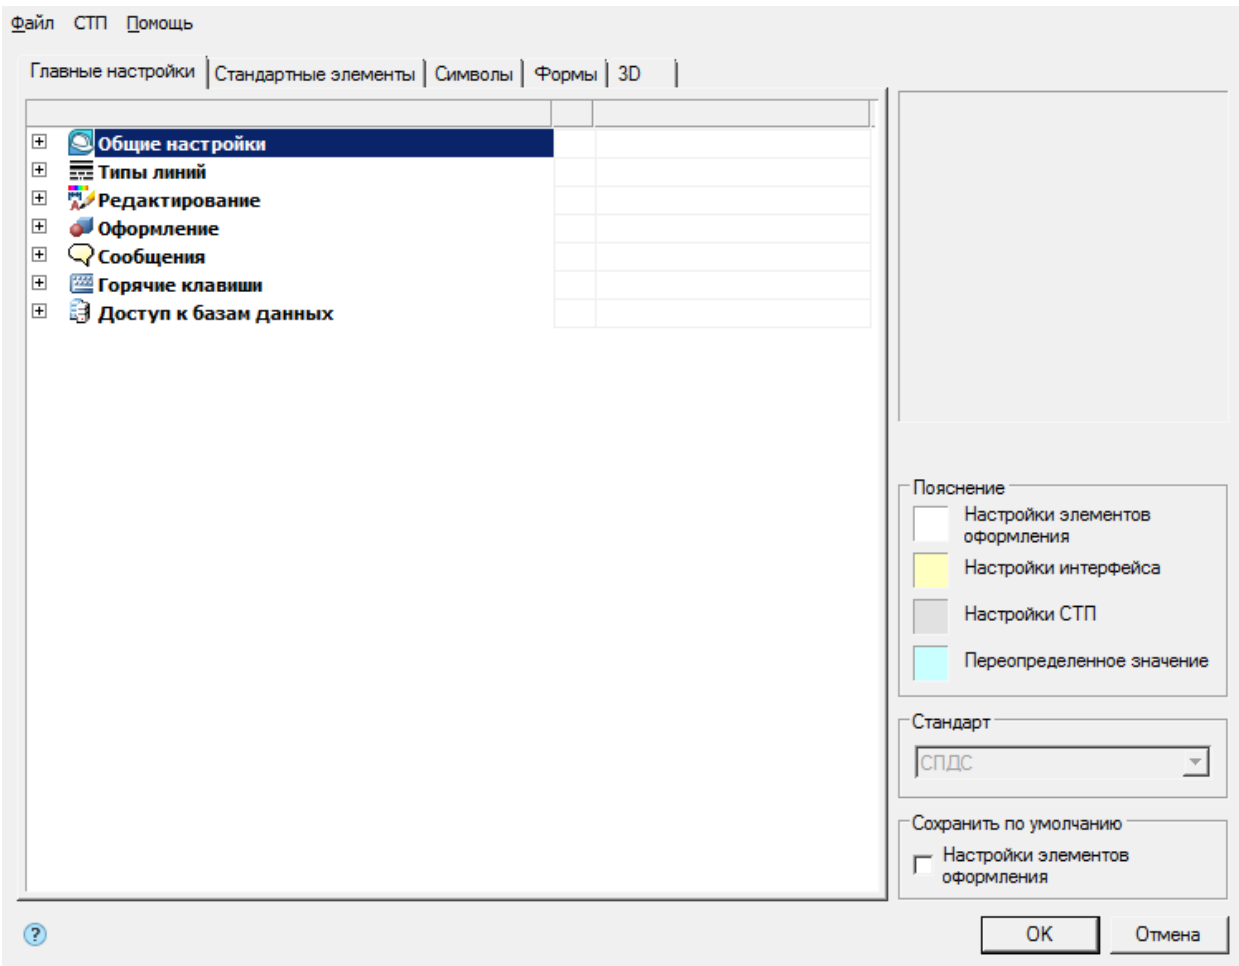 Файл СТП Помощь
Главные настройки Стандартные элементы Символы Формы 3D
Общие настройки
Типы линий
Редактирование
Оформление
Сообщения
Горячие клавиши
Доступ к базам данных
Пояснение
Настройки элементов
оформления
Настройки интерфейса
Настройки СТП
Переопределенное значение
Стандарт
СПДС
Сохранить по умолчанию
Настройки элементов
оформления
?
OK Отмена